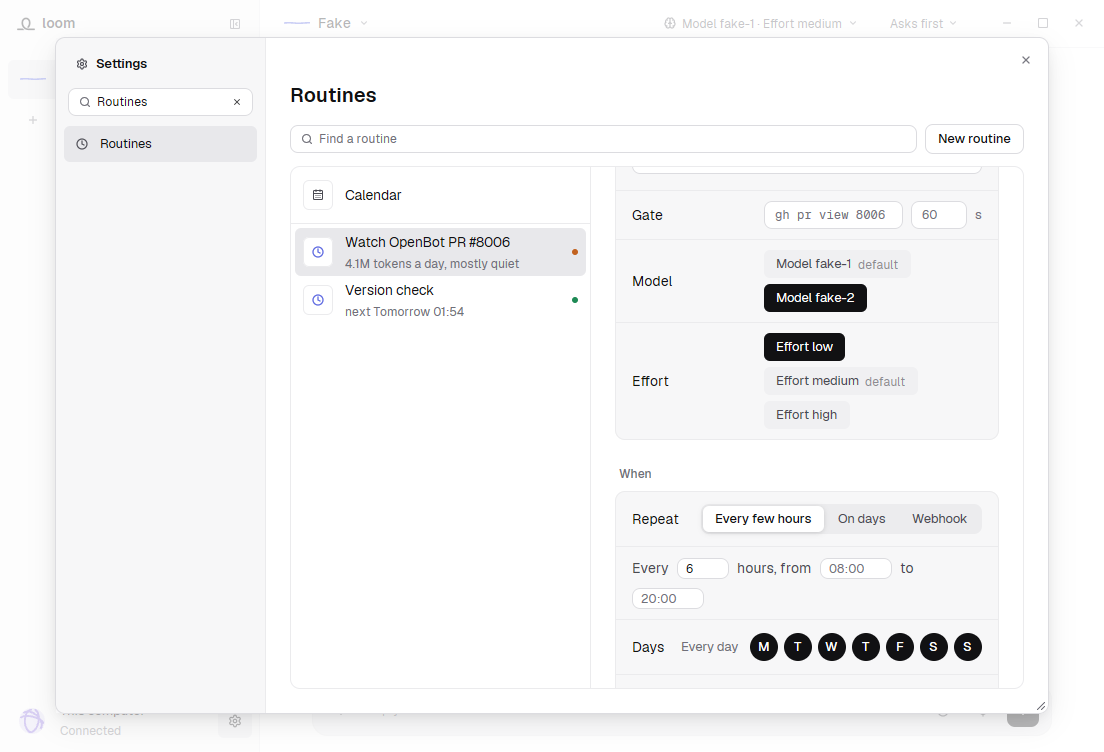 loom
Fake
Model fake-1 · Effort medium
Asks first
Settings
Routines
Routines
Routines
Find a routine
New routine
Calendar
Watch OpenBot PR #8006
4.1M tokens a day, mostly quiet
Version check
next Tomorrow 01:54
Gate
gh pr view 8006
60
s
Model
Model fake-1 default
Model fake-2
Effort
Effort low
Effort medium default
Effort high
When
Repeat
Every few hours
On days
Webhook
Every 6 hours, from 08:00 to
20:00
Days
Every day
M T W T F S S
Connected